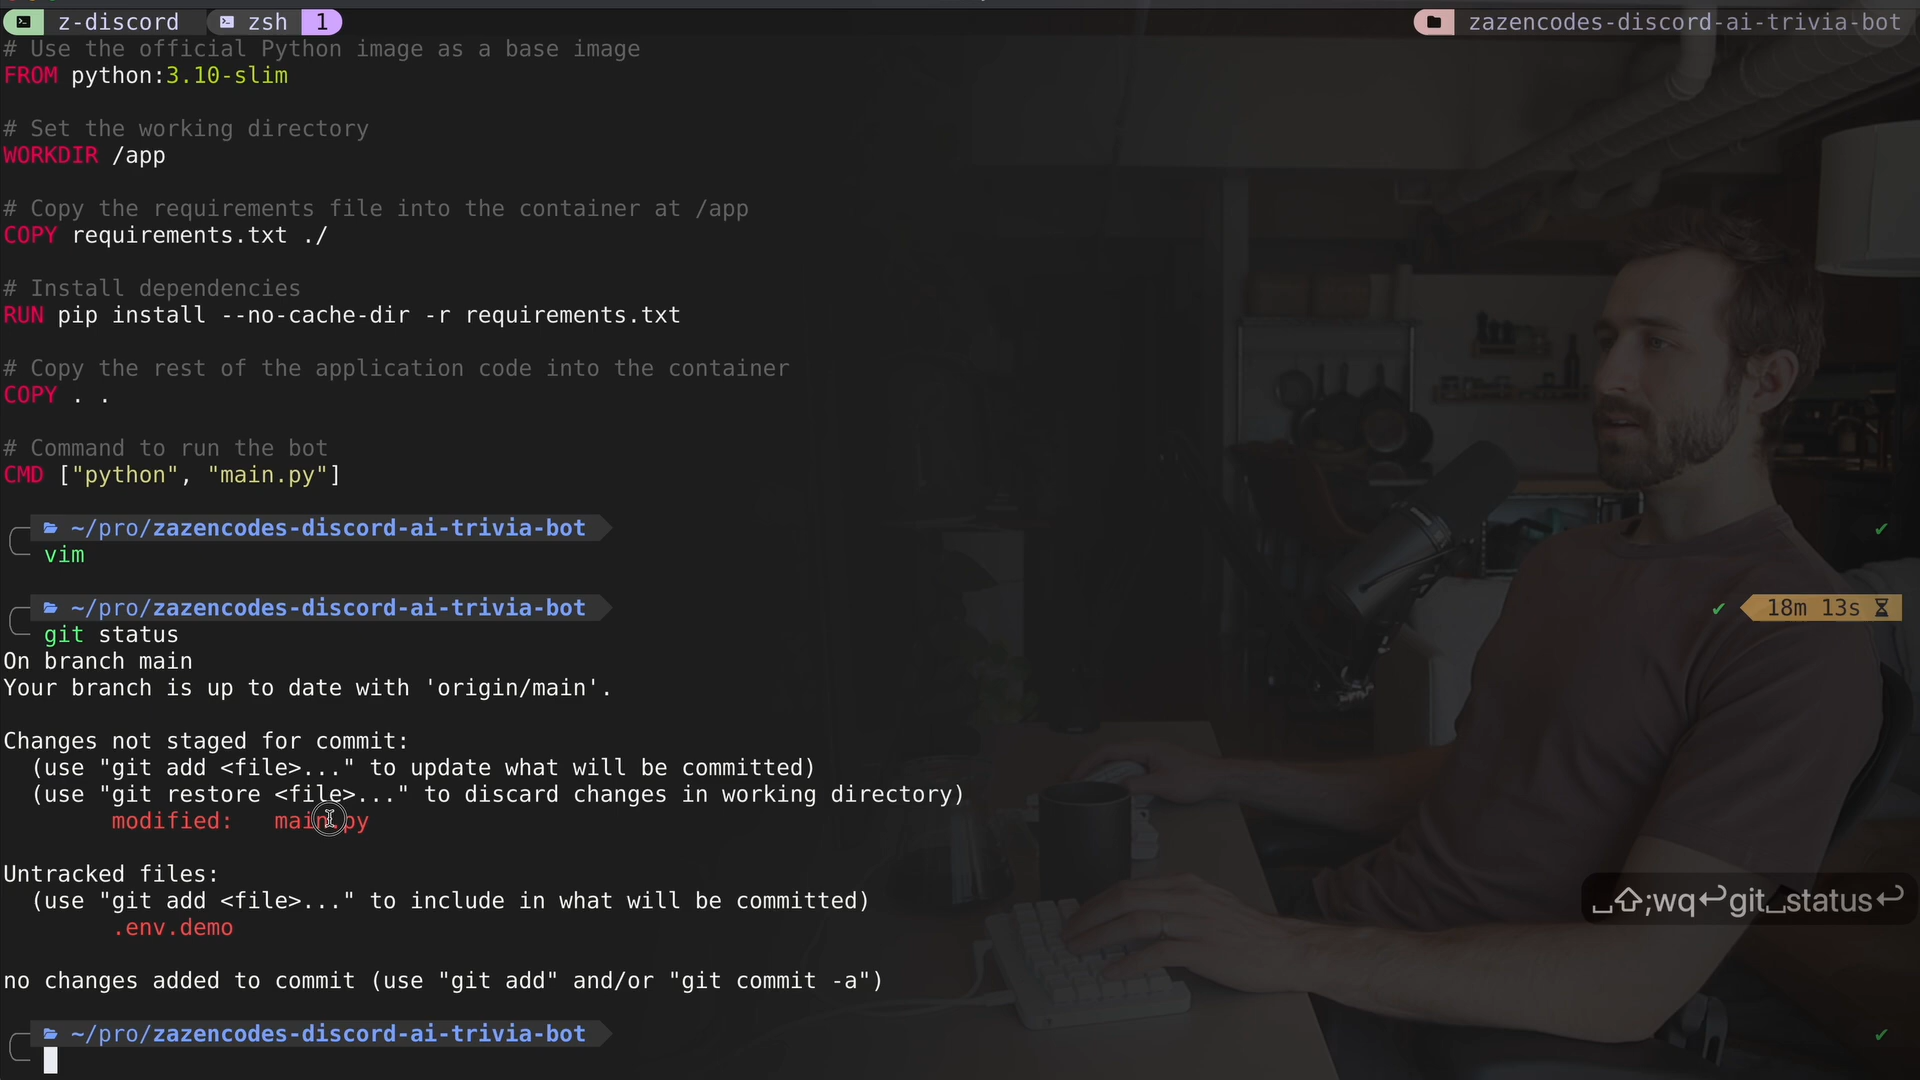 z-discord zsh 1 zazencodes-discord-ai-trivia-bot
# Use the official Python image as a base image
FROM python:3.10-slim
# Set the working directory
WORKDIR /app
# Copy the requirements file into the container at /app
COPY requirements.txt ./
# Install dependencies
RUN pip install --no-cache-dir -r requirements.txt
# Copy the rest of the application code into the container
COPY . .
# Command to run the bot
CMD ["python", "main.py"]
~/pro/zazencodes-discord-ai-trivia-bot
vim
~/pro/zazencodes-discord-ai-trivia-bot 18m 13s
git status
On branch main
Your branch is up to date with 'origin/main'.
Changes not staged for commit:
(use "git add <file>..." to update what will be committed)
(use "git restore <file>..." to discard changes in working directory)
modified: main.py
Untracked files:
(use "git add <file>..." to include in what will be committed)
.env.demo
␣⇧;wq↩git␣status↩
no changes added to commit (use "git add" and/or "git commit -a")
~/pro/zazencodes-discord-ai-trivia-bot